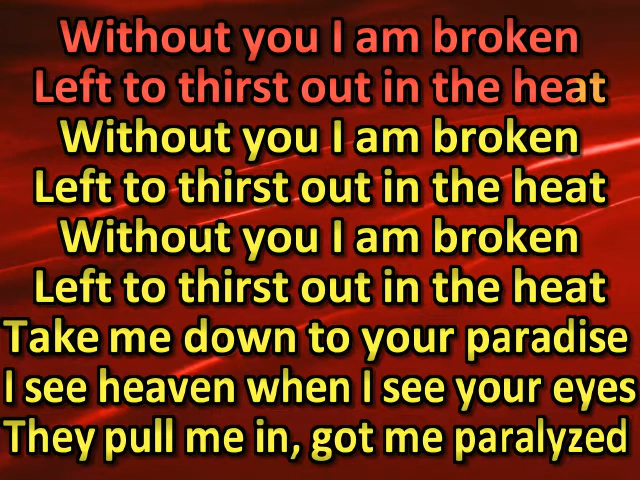 Without you I am broken
Left to thirst out in the heat
Without you I am broken
Left to thirst out in the heat
Without you I am broken
Left to thirst out in the heat
Take me down to your paradise
I see heaven when I see your eyes
They pull me in, got me paralyzed